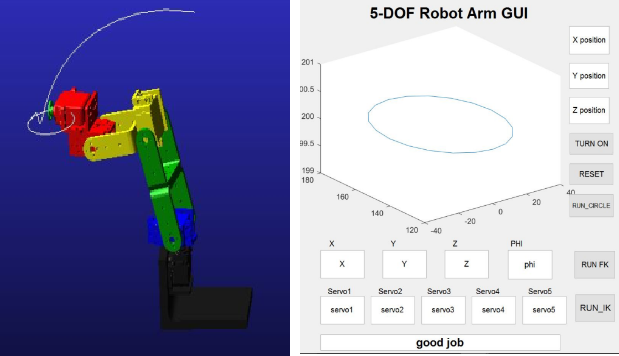 5-DOF Robot Arm GUI
X position
Y position
Z position
TURN ON
RESET
RUN_CIRCLE
201
200.5
200
199.5
199
180
160
140
120
-40
-20
0
20
40
X Y Z PHI
X Y Z phi RUN FK
Servo1 Servo2 Servo3 Servo4 Servo5
servo1 servo2 servo3 servo4 servo5 RUN_IK
good job